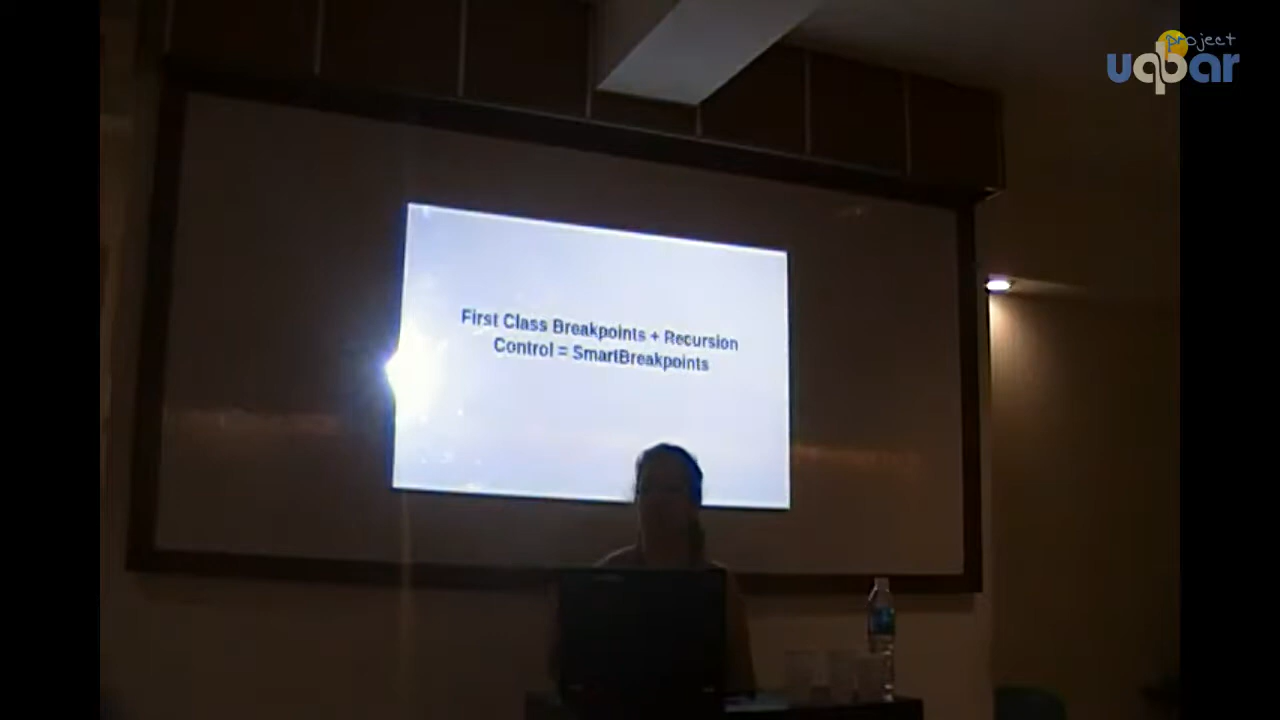 project
uqbar
First Class Breakpoints + Recursion
Control = SmartBreakpoints